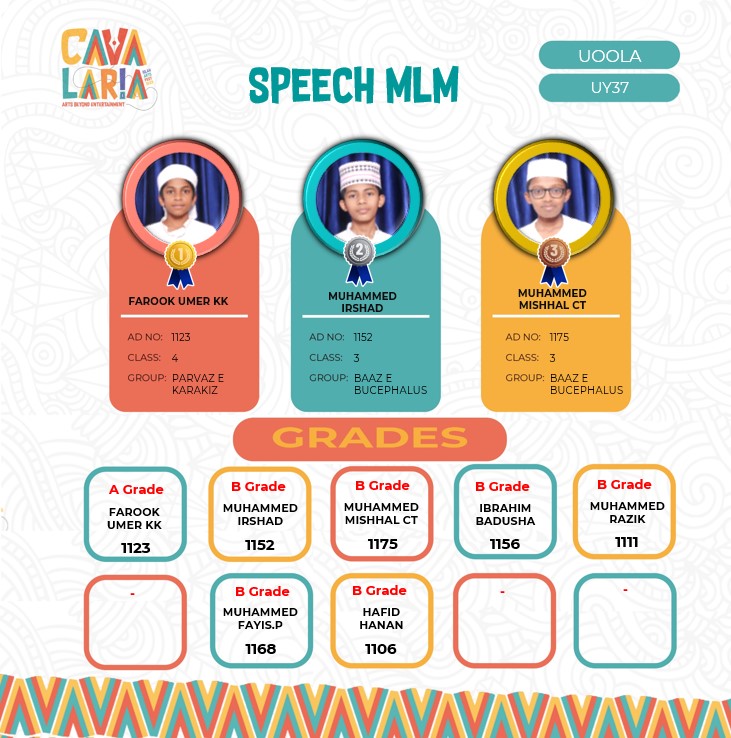 CAVA
LARIA
ARTS BEYOND ENTERTAINMENT
SPEECH MLM
UOOLA
UY37
1
FAROOK UMER KK
AD NO: 1123
CLASS: 4
GROUP: PARVAZ E
KARAKIZ
2
MUHAMMED
IRSHAD
AD NO: 1152
CLASS: 3
GROUP: BAAZ E
BUCEPHALUS
3
MUHAMMED
MISHHAL CT
AD NO: 1175
CLASS: 3
GROUP: BAAZ E
BUCEPHALUS
GRADES
A Grade
FAROOK
UMER KK
1123
B Grade
MUHAMMED
IRSHAD
1152
B Grade
MUHAMMED
MISHHAL CT
1175
B Grade
IBRAHIM
BADUSHA
1156
B Grade
MUHAMMED
RAZIK
1111
-
B Grade
MUHAMMED
FAYIS.P
1168
B Grade
HAFID
HANAN
1106
-
-